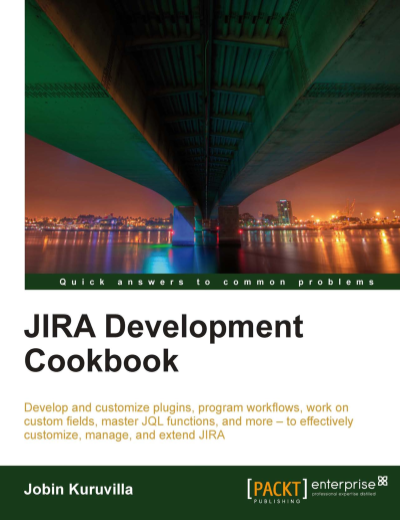 Quick answers to common problems
JIRA Development
Cookbook
Develop and customize plugins, program workflows, work on
custom fields, master JQL functions, and more – to effectively
customize, manage, and extend JIRA
Jobin Kuruvilla
[PACKT] enterprise
PUBLISHING professional expertise distilled